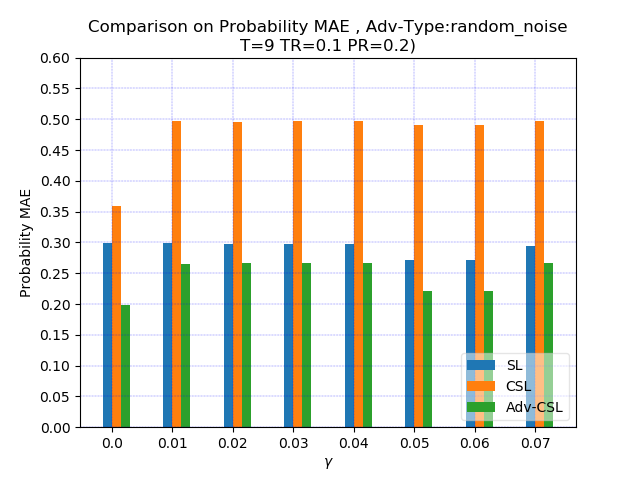 Comparison on Probability MAE , Adv-Type:random_noise
T=9 TR=0.1 PR=0.2)
0.60
0.55
0.50
0.45
0.40
0.35
0.30
0.25
0.20
0.15
0.10
0.05
0.00
Probability MAE
SL
CSL
Adv-CSL
0.0 0.01 0.02 0.03 0.04 0.05 0.06 0.07
γ